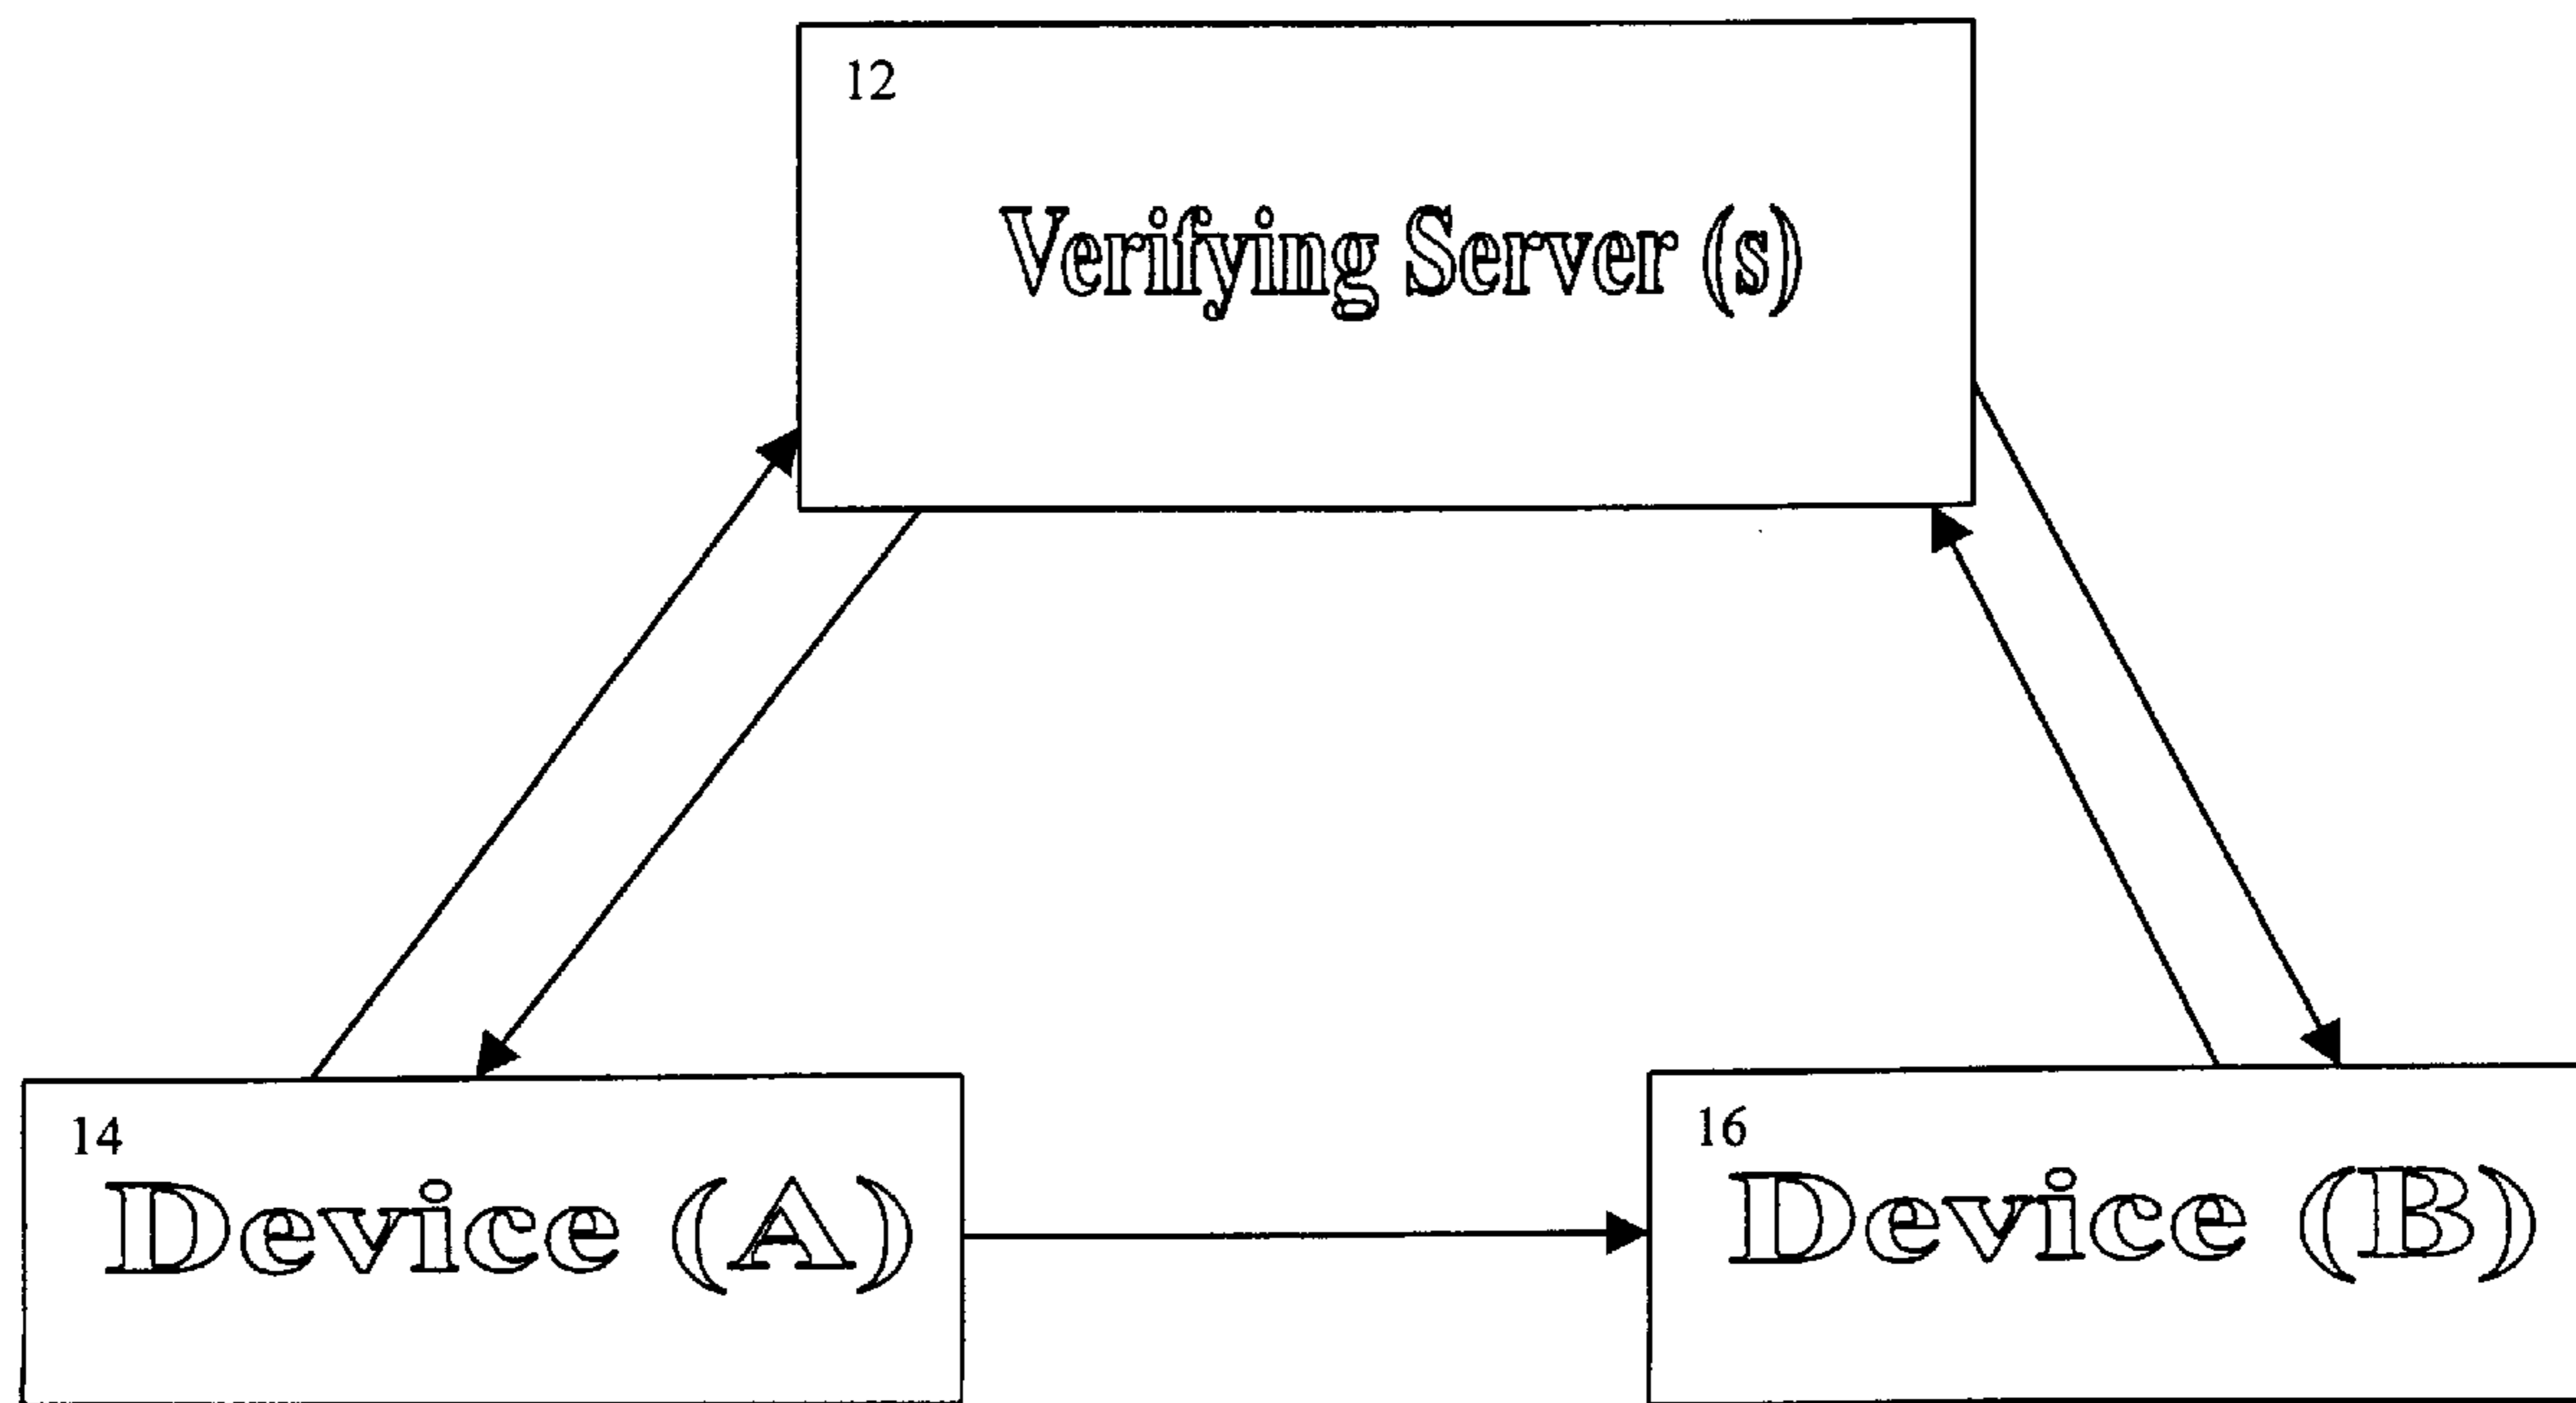 12
Verifying Server (s)
14
Device (A)
16
Device (B)